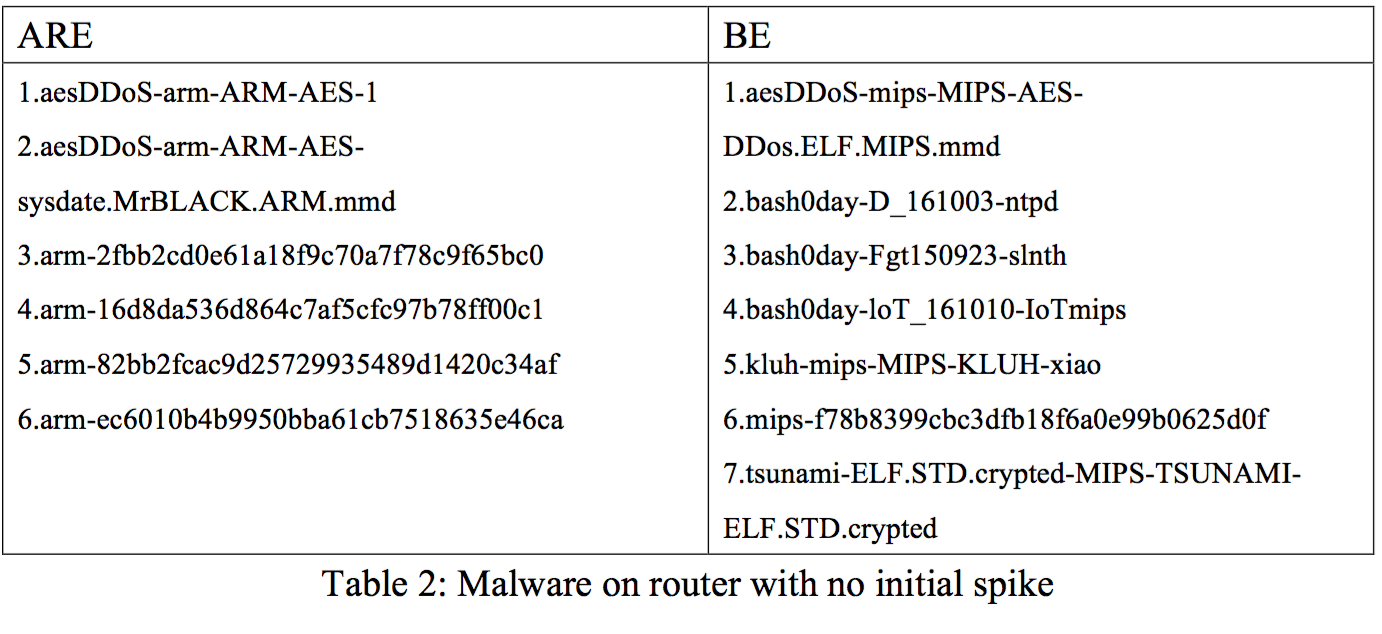 ARE
1.aesDDoS-arm-ARM-AES-1
2.aesDDoS-arm-ARM-AES-
sysdate.MrBLACK.ARM.mmd
3.arm-2fbb2cd0e61a18f9c70a7f78c9f65bc0
4.arm-16d8da536d864c7af5cfc97b78ff00c1
5.arm-82bb2fcac9d25729935489d1420c34af
6.arm-ec6010b4b9950bba61cb7518635e46ca
BE
1.aesDDoS-mips-MIPS-AES-
DDos.ELF.MIPS.mmd
2.bash0day-D_161003-ntpd
3.bash0day-Fgt150923-slnth
4.bash0day-loT_161010-IoTmips
5.kluh-mips-MIPS-KLUH-xiao
6.mips-f78b8399cbc3dfb18f6a0e99b0625d0f
7.tsunami-ELF.STD.crypted-MIPS-TSUNAMI-
ELF.STD.crypted
Table 2: Malware on router with no initial spike